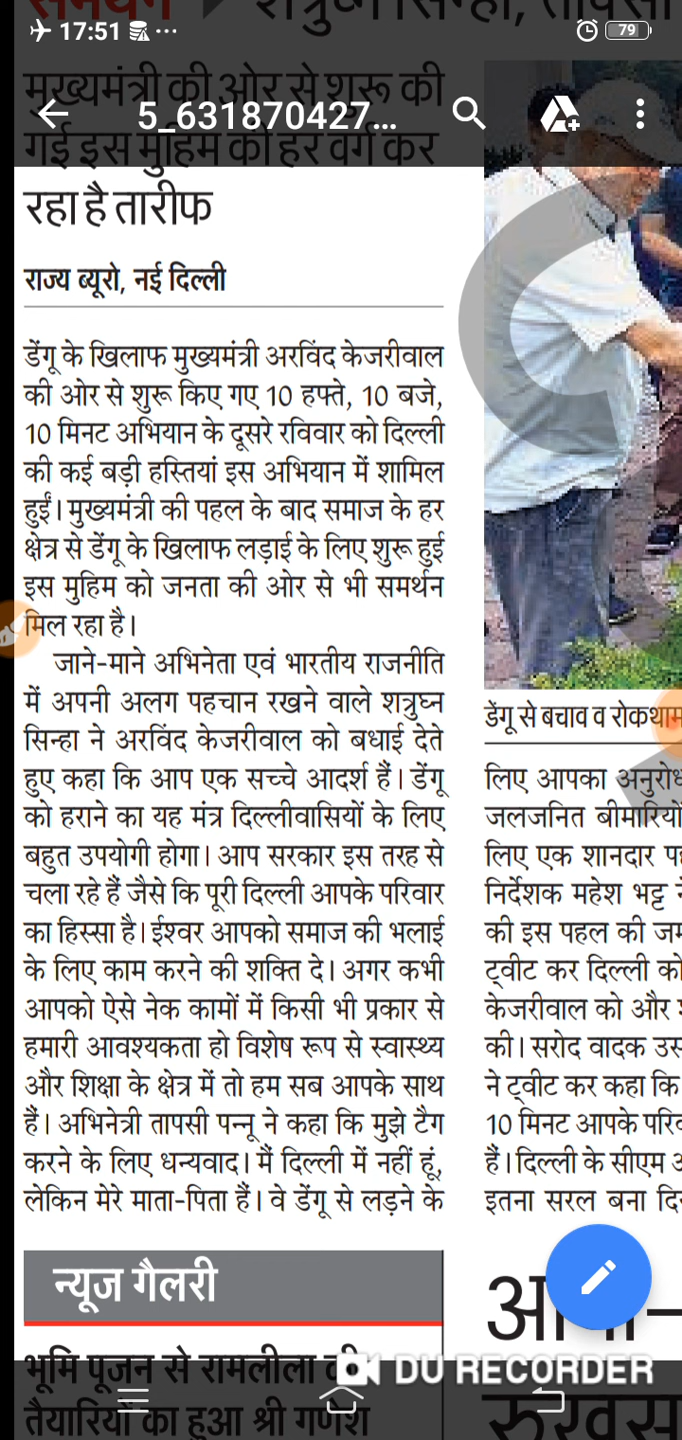 समर्थन
शत्रुघ्न सिन्हा,
17:51
79
मुख्यमंत्री की ओर से शुरू की
5_631870427...
गई इस मुहिम की हर वर्ग कर
रहा है तारीफ
राज्य ब्यूरो, नई दिल्ली
डेंगू के खिलाफ मुख्यमंत्री अरविंद केजरीवाल
की ओर से शुरू किए गए 10 हफ्ते, 10 बजे,
10 मिनट अभियान के दूसरे रविवार को दिल्ली
की कई बड़ी हस्तियां इस अभियान में शामिल
हुईं। मुख्यमंत्री की पहल के बाद समाज के हर
क्षेत्र से डेंगू के खिलाफ लड़ाई के लिए शुरू हुई
इस मुहिम को जनता की ओर से भी समर्थन
मिल रहा है।
जाने-माने अभिनेता एवं भारतीय राजनीति
में अपनी अलग पहचान रखने वाले शत्रुघ्न
सिन्हा ने अरविंद केजरीवाल को बधाई देते
हुए कहा कि आप एक सच्चे आदर्श हैं। डेंगू
को हराने का यह मंत्र दिल्लीवासियों के लिए
बहुत उपयोगी होगा। आप सरकार इस तरह से
चला रहे हैं जैसे कि पूरी दिल्ली आपके परिवार
का हिस्सा है। ईश्वर आपको समाज की भलाई
के लिए काम करने की शक्ति दे। अगर कभी
आपको ऐसे नेक कामों में किसी भी प्रकार से
हमारी आवश्यकता हो विशेष रूप से स्वास्थ्य
और शिक्षा के क्षेत्र में तो हम सब आपके साथ
हैं। अभिनेत्री तापसी पन्नू ने कहा कि मुझे टैग
करने के लिए धन्यवाद। मैं दिल्ली में नहीं हूं,
लेकिन मेरे माता-पिता हैं। वे डेंगू से लड़ने के
डेंगू से बचाव व रोकथाम
लिए आपका अनुरोध
जलजनित बीमारियों
लिए एक शानदार
निर्देशक महेश भट्ट
की इस पहल की
ट्वीट कर दिल्ली को
केजरीवाल को और
की। सरोद वादक
ने ट्वीट कर कहा कि
10 मिनट आपके
हैं। दिल्ली के सीएम
इतना सरल बना
न्यूज गैलरी
भूमि पूजन से रामलीला की
तैयारियों का हुआ श्री गणेश
DU RECORDER